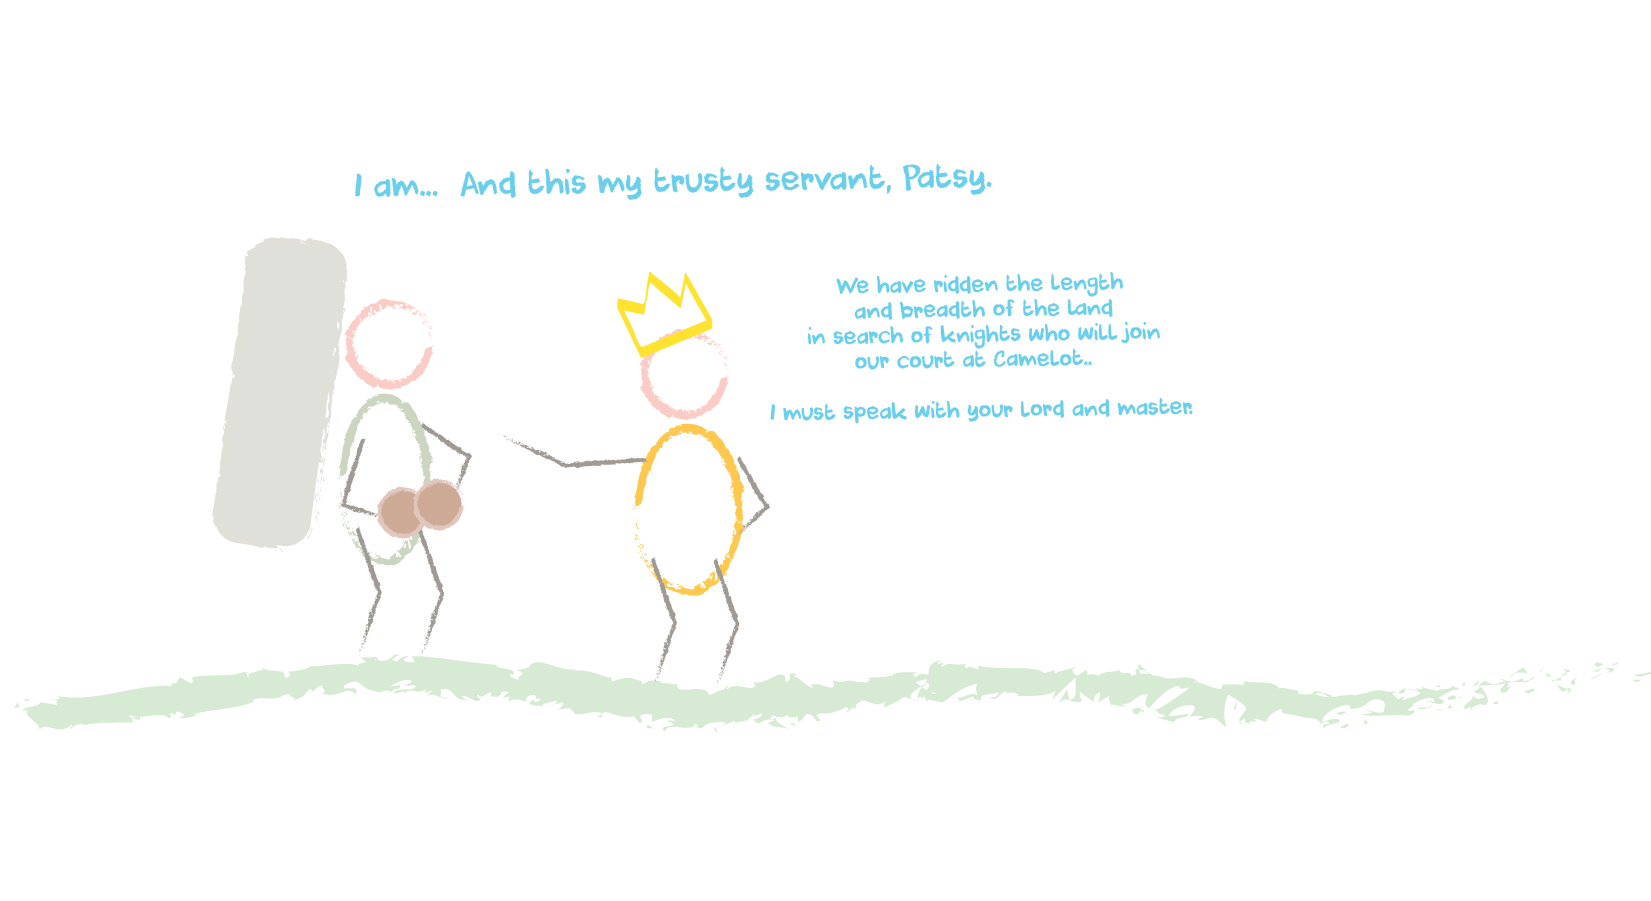 I am... And this my trusty servant, Patsy.
We have ridden the length
and breadth of the land
in search of knights who will join
our court at Camelot..
I must speak with your lord and master.